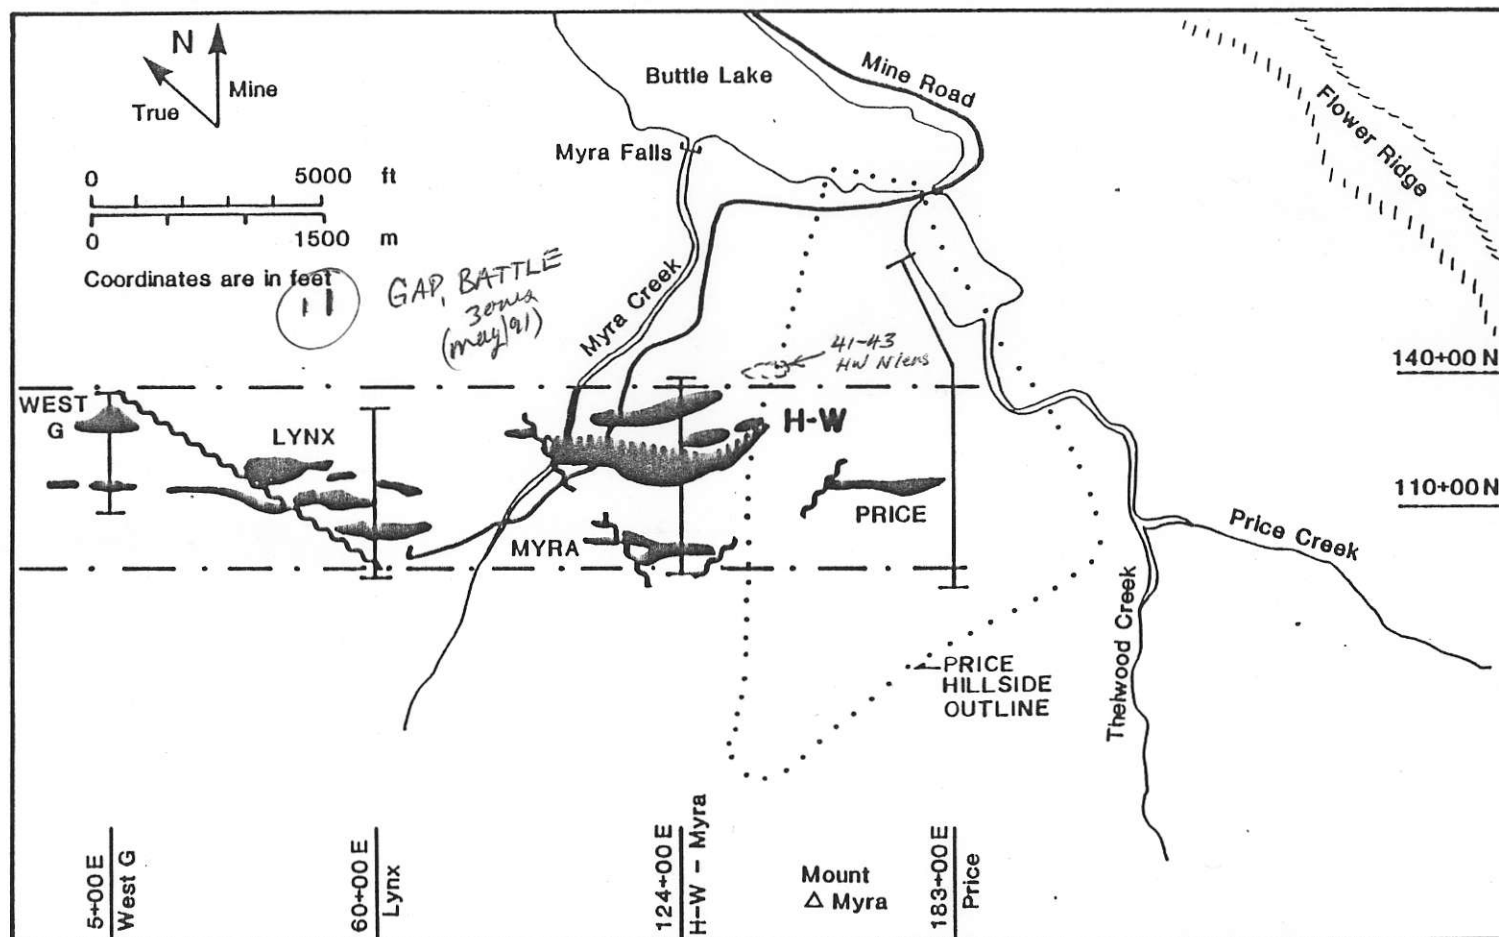 N
Mine
True
0 5000 ft
0 1500 m
Coordinates are in feet
11
GAP, BATTLE
zones
(may/91)
Buttle Lake
Mine Road
Flower Ridge
Myra Falls
Myra Creek
41-43
HW
140+00 N
WEST
G
LYNX
H-W
110+00 N
PRICE
MYRA
Price Creek
Thelwood Creek
PRICE
HILLSIDE
OUTLINE
5+00 E
West G
60+00 E
Lynx
124+00 E
H-W - Myra
Mount
△ Myra
183+00 E
Price